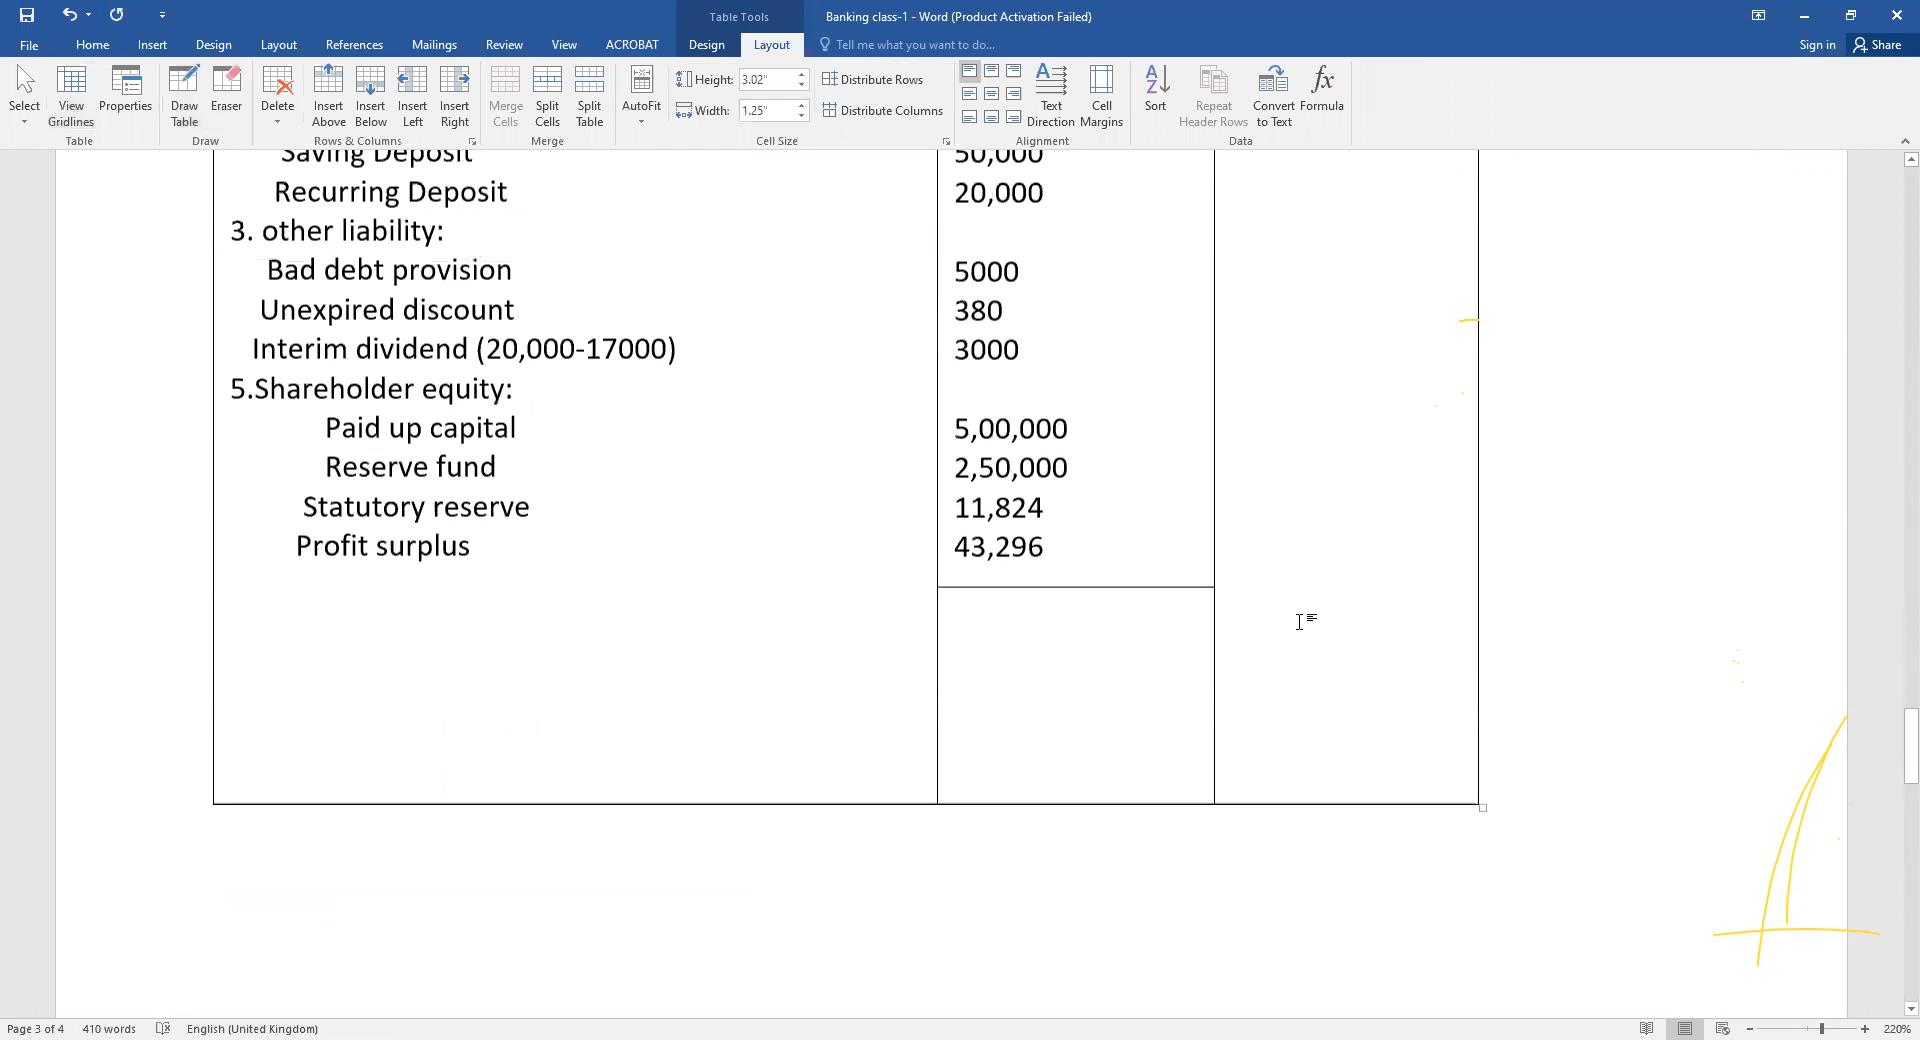 Table Tools
Banking class-1 - Word (Product Activation Failed)
File Home Insert Design Layout References Mailings Review View ACROBAT Design Layout Tell me what you want to do... Sign in Share
Select View Gridlines Properties Draw Table Eraser Delete Insert Above Insert Below Insert Left Insert Right Merge Cells Split Cells Split Table AutoFit Height: 3.02" Distribute Rows Text Direction Cell Margins Sort Repeat Header Rows Convert to Text Formula
Width: 1.25" Distribute Columns
Table Draw Rows & Columns Merge Cell Size Alignment Data
Saving Deposit 50,000
Recurring Deposit 20,000
3. other liability:
Bad debt provision 5000
Unexpired discount 380
Interim dividend (20,000-17000) 3000
5.Shareholder equity:
Paid up capital 5,00,000
Reserve fund 2,50,000
Statutory reserve 11,824
Profit surplus 43,296
Page 3 of 4 410 words English (United Kingdom) 220%